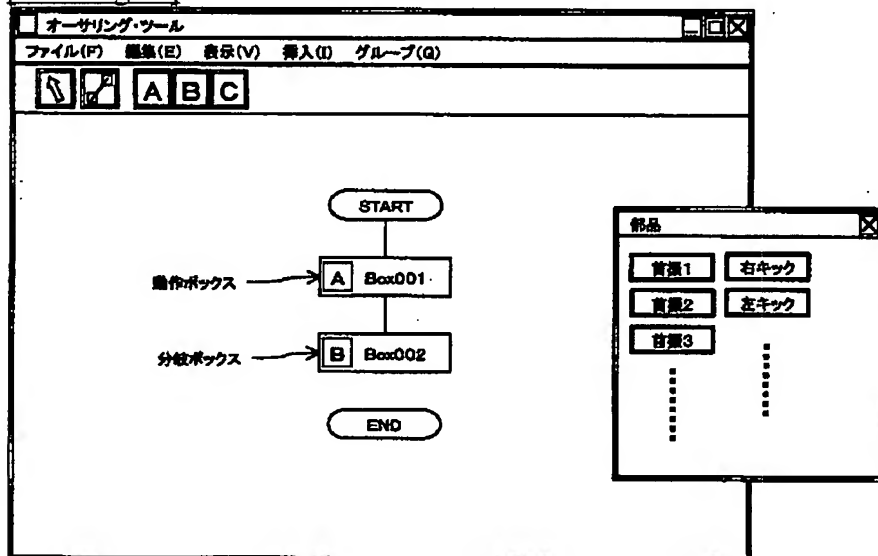 オーサリング・ツール
ファイル(F) 編集(E) 表示(V) 挿入(I) グループ(Q)
A B C
START
動作ボックス A Box001
分岐ボックス B Box002
END
部品
首振1 右キック
首振2 左キック
首振3